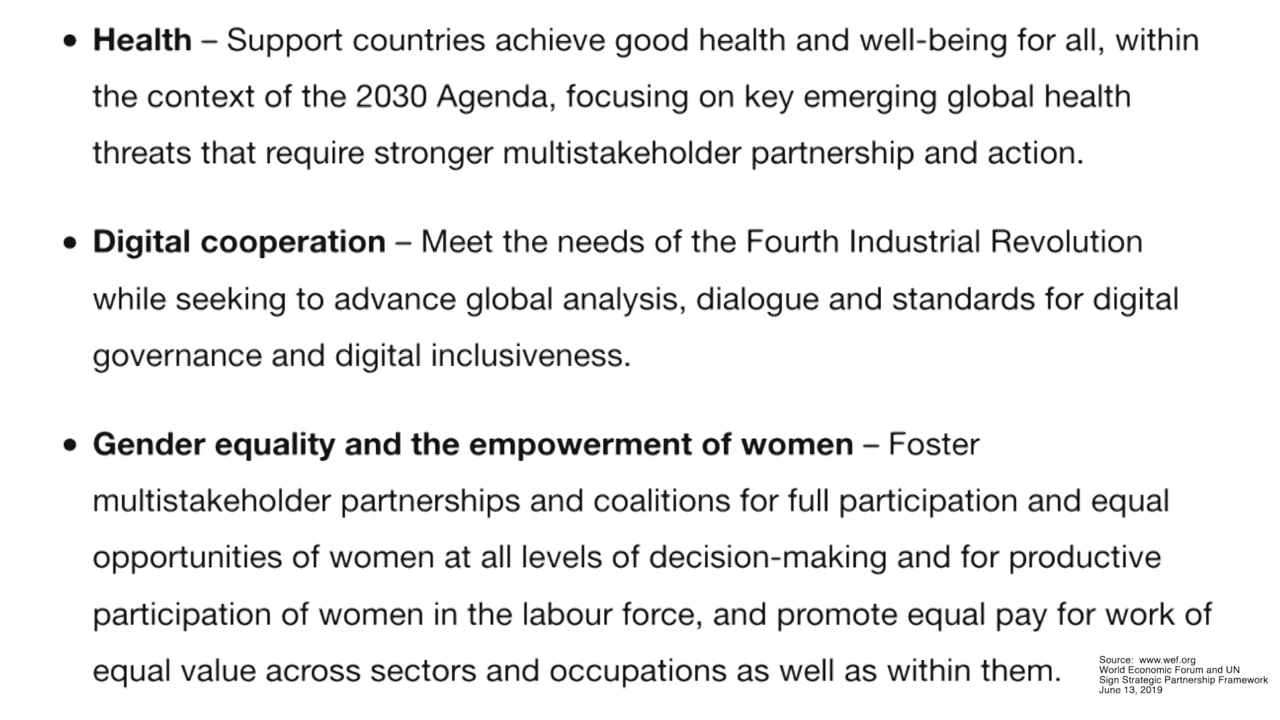 • Health – Support countries achieve good health and well-being for all, within
the context of the 2030 Agenda, focusing on key emerging global health
threats that require stronger multistakeholder partnership and action.
• Digital cooperation – Meet the needs of the Fourth Industrial Revolution
while seeking to advance global analysis, dialogue and standards for digital
governance and digital inclusiveness.
• Gender equality and the empowerment of women – Foster
multistakeholder partnerships and coalitions for full participation and equal
opportunities of women at all levels of decision-making and for productive
participation of women in the labour force, and promote equal pay for work of
equal value across sectors and occupations as well as within them.
Source: www.wef.org
World Economic Forum and UN
Sign Strategic Partnership Framework
June 13, 2019